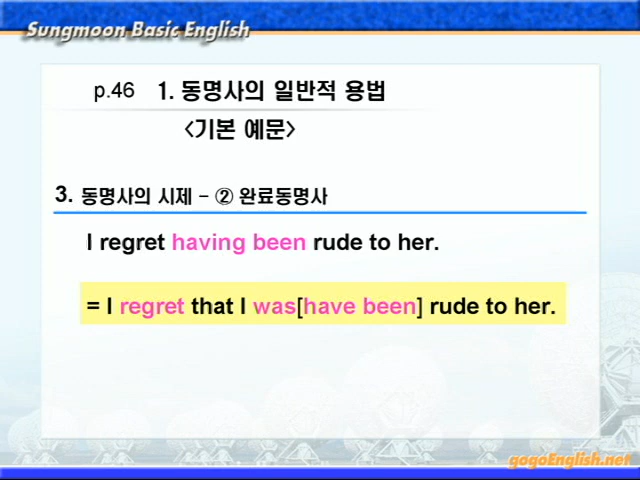 Sungmoon Basic English
p.46 1. 동명사의 일반적 용법
<기본 예문>
3. 동명사의 시제 - ② 완료동명사
I regret having been rude to her.
= I regret that I was[have been] rude to her.
gogoEnglish.net